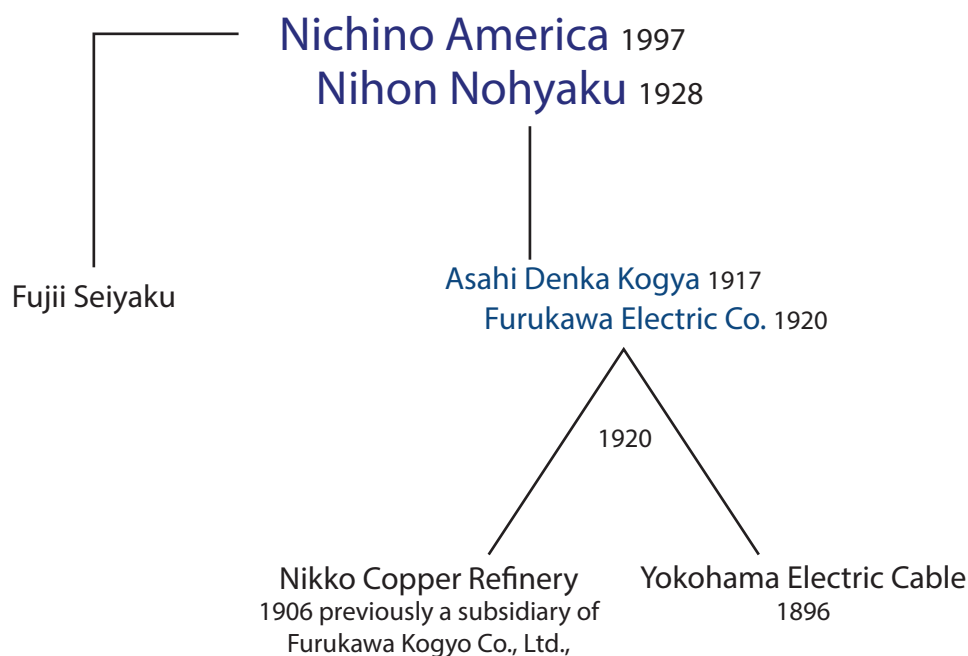 Nichino America 1997
Nihon Nohyaku 1928
Fujii Seiyaku
Asahi Denka Kogya 1917
Furukawa Electric Co. 1920
1920
Nikko Copper Refinery
1906 previously a subsidiary of
Furukawa Kogyo Co., Ltd.,
Yokohama Electric Cable
1896